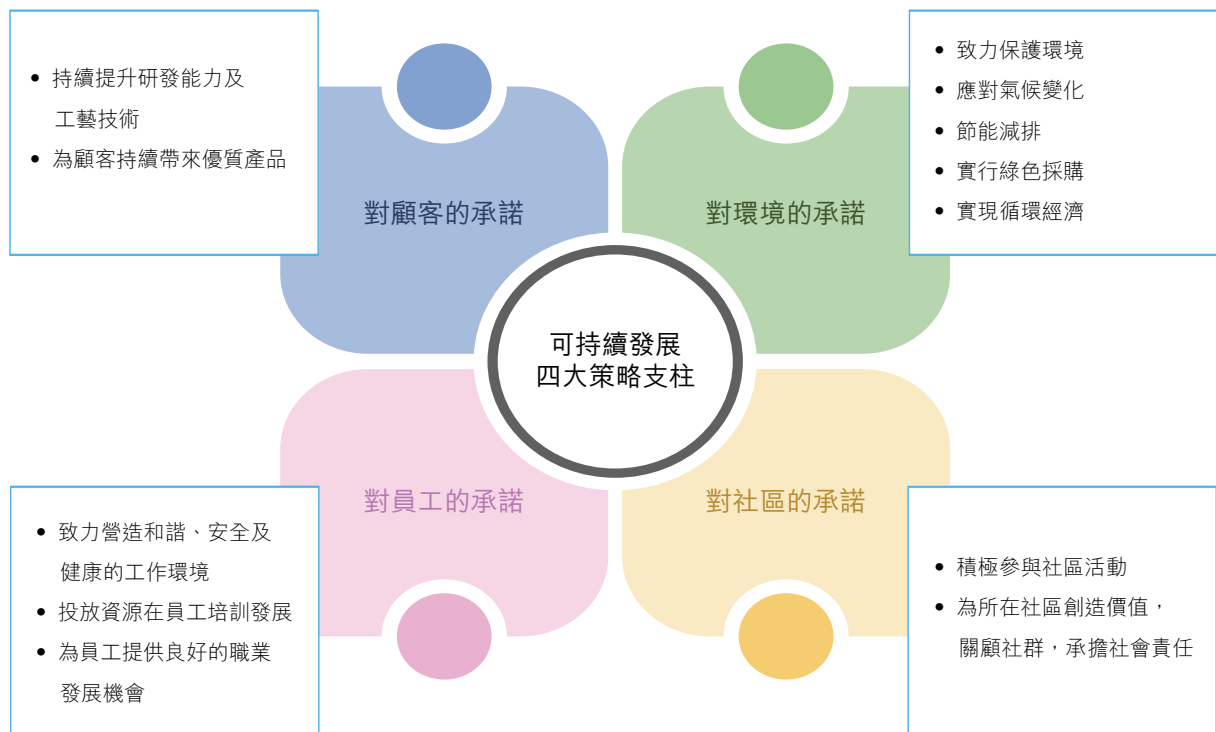 持續提升研發能力及
工藝技術
為顧客持續帶來優質產品
對顧客的承諾
致力保護環境
應對氣候變化
節能減排
實行綠色採購
實現循環經濟
對環境的承諾
可持續發展
四大策略支柱
對員工的承諾
致力營造和諧、安全及
健康的工作環境
投放資源在員工培訓發展
為員工提供良好的職業
發展機會
對社區的承諾
積極參與社區活動
為所在社區創造價值，
關顧社群，承擔社會責任